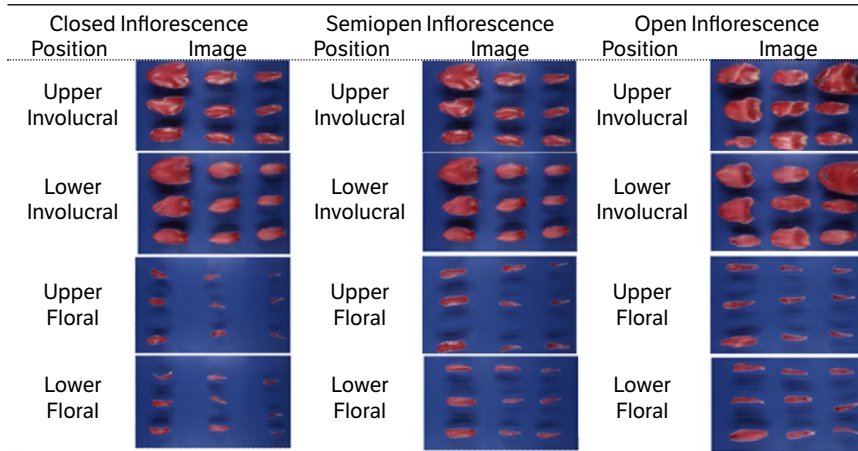 Closed Inflorescence Semiopen Inflorescence Open Inflorescence
Position Image Position Image Position Image
Upper Upper Upper
Involucral Involucral Involucral
Lower Lower Lower
Involucral Involucral Involucral
Upper Upper Upper
Floral Floral Floral
Lower Lower Lower
Floral Floral Floral